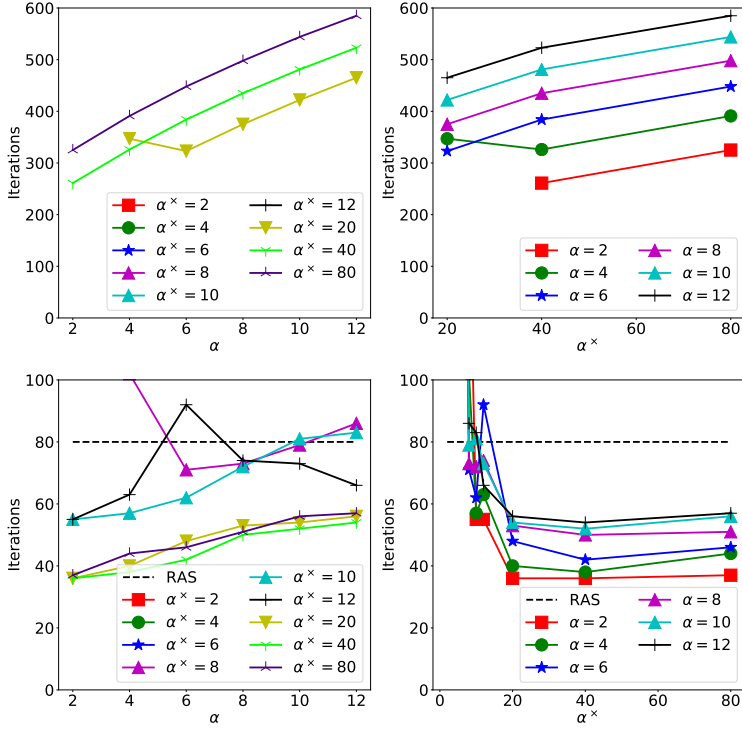 600
500
400
300
200
100
0
Iterations
2 4 6 8 10 12
α
α× = 2
α× = 4
α× = 6
α× = 8
α× = 10
α× = 12
α× = 20
α× = 40
α× = 80
600
500
400
300
200
100
0
Iterations
20 40 60 80
α×
α = 2
α = 4
α = 6
α = 8
α = 10
α = 12
100
80
60
40
20
0
Iterations
2 4 6 8 10 12
α
RAS
α× = 2
α× = 4
α× = 6
α× = 8
α× = 10
α× = 12
α× = 20
α× = 40
α× = 80
100
80
60
40
20
0
Iterations
0 20 40 60 80
α×
RAS
α = 2
α = 4
α = 6
α = 8
α = 10
α = 12